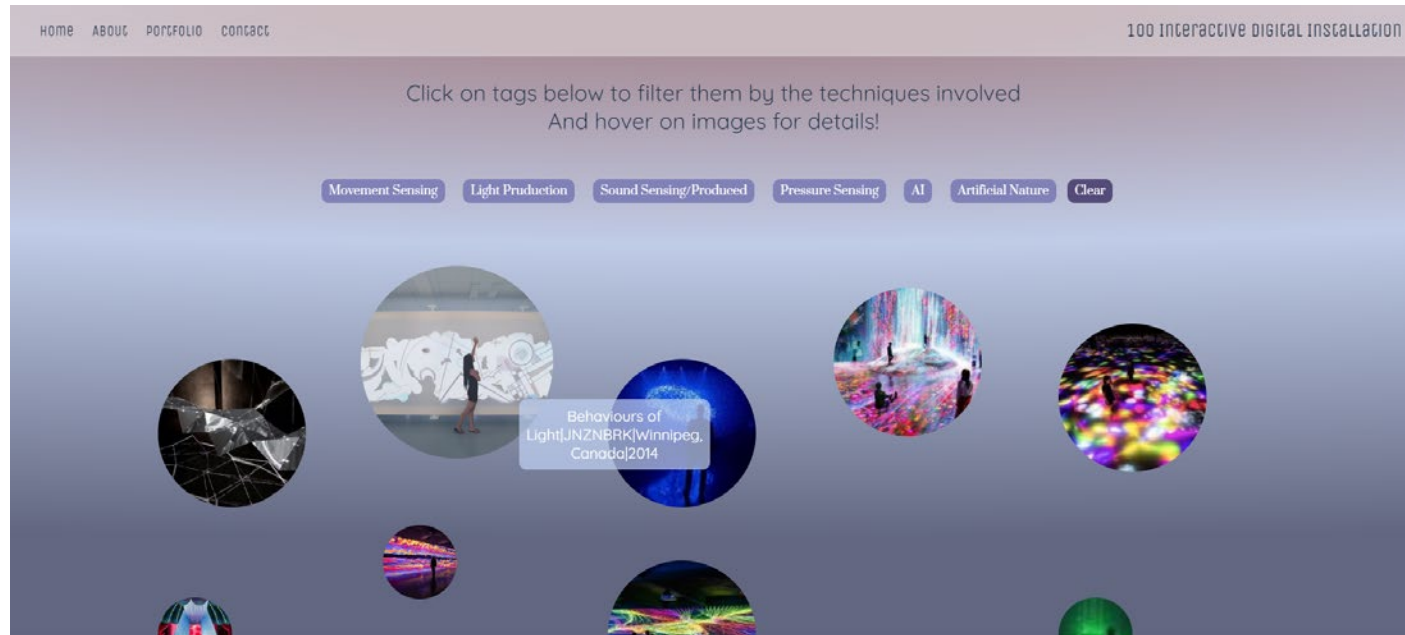 Home About Portfolio Contact
100 Interactive Digital Installation
Click on tags below to filter them by the techniques involved
And hover on images for details!
Movement Sensing Light Pruduction Sound Sensing/Produced Pressure Sensing AI Artificial Nature Clear
Behaviours of
Light|JNZNBRK|Winnipeg,
Canada|2014